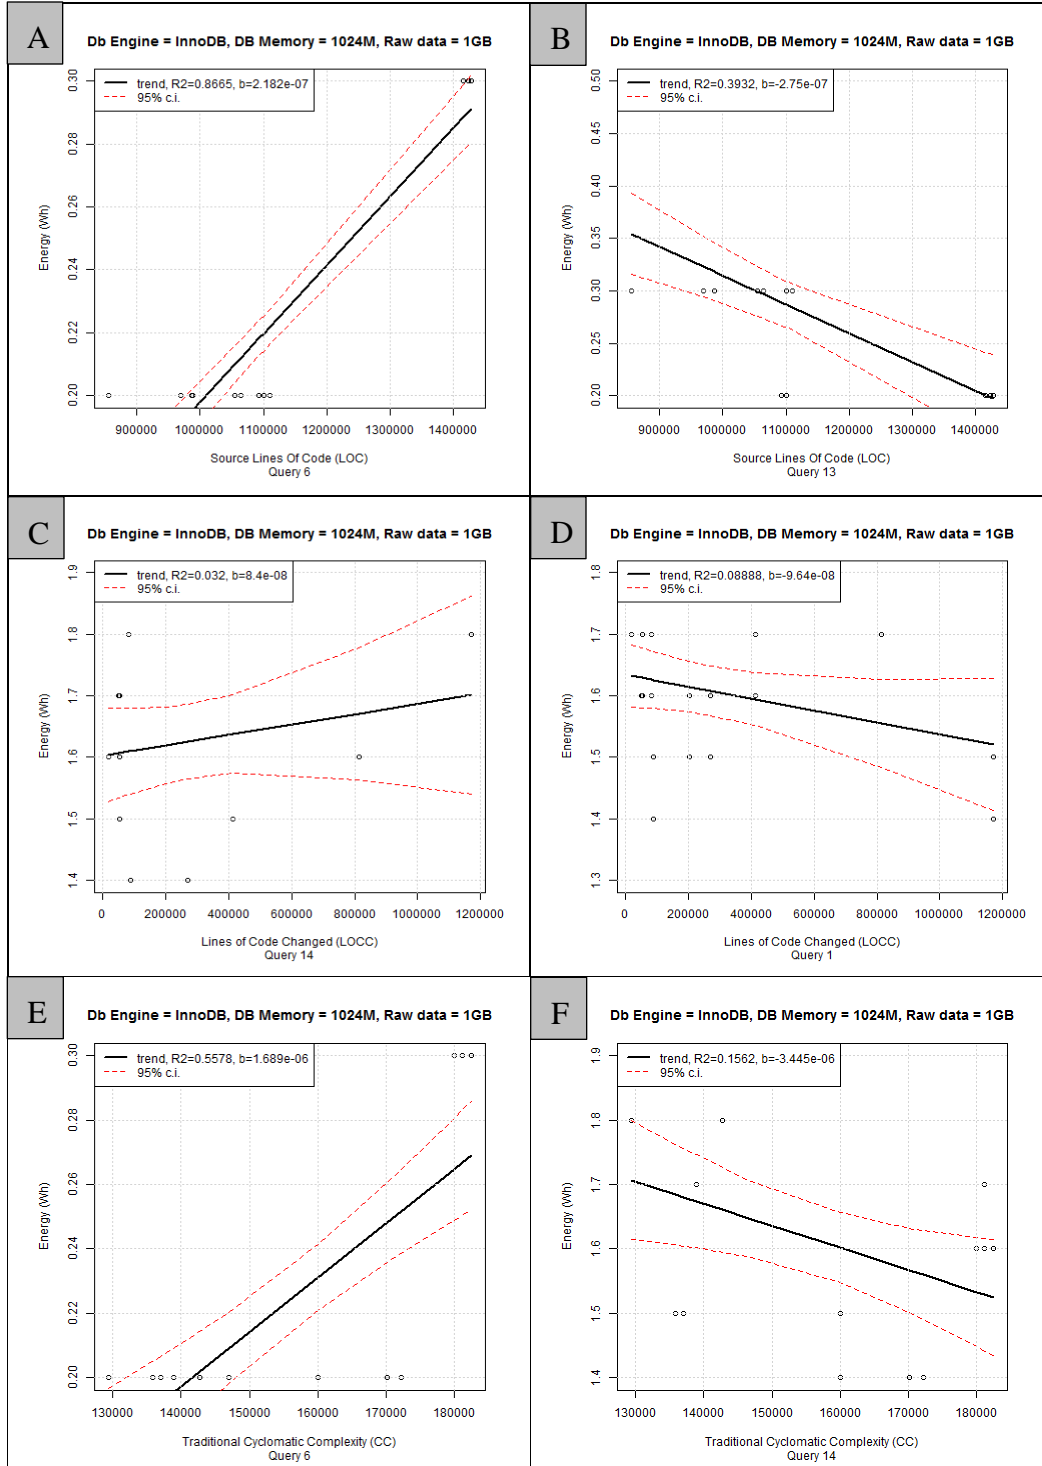 A
Db Engine = InnoDB, DB Memory = 1024M, Raw data = 1GB
trend, R2=0.8665, b=2.182e-07
95% c.i.
Energy (Wh)
0.20 0.22 0.24 0.26 0.28 0.30
900000 1000000 1100000 1200000 1300000 1400000
Source Lines Of Code (LOC)
Query 6
B
Db Engine = InnoDB, DB Memory = 1024M, Raw data = 1GB
trend, R2=0.3932, b=-2.75e-07
95% c.i.
Energy (Wh)
0.20 0.25 0.30 0.35 0.40 0.45 0.50
900000 1000000 1100000 1200000 1300000 1400000
Source Lines Of Code (LOC)
Query 13
C
Db Engine = InnoDB, DB Memory = 1024M, Raw data = 1GB
trend, R2=0.032, b=8.4e-08
95% c.i.
Energy (Wh)
1.4 1.5 1.6 1.7 1.8 1.9
0 200000 400000 600000 800000 1000000 1200000
Lines of Code Changed (LOCC)
Query 14
D
Db Engine = InnoDB, DB Memory = 1024M, Raw data = 1GB
trend, R2=0.08888, b=-9.64e-08
95% c.i.
Energy (Wh)
1.3 1.4 1.5 1.6 1.7 1.8
0 200000 400000 600000 800000 1000000 1200000
Lines of Code Changed (LOCC)
Query 1
E
Db Engine = InnoDB, DB Memory = 1024M, Raw data = 1GB
trend, R2=0.5578, b=1.689e-06
95% c.i.
Energy (Wh)
0.20 0.22 0.24 0.26 0.28 0.30
130000 140000 150000 160000 170000 180000
Traditional Cyclomatic Complexity (CC)
Query 6
F
Db Engine = InnoDB, DB Memory = 1024M, Raw data = 1GB
trend, R2=0.1562, b=-3.445e-06
95% c.i.
Energy (Wh)
1.4 1.5 1.6 1.7 1.8 1.9
130000 140000 150000 160000 170000 180000
Traditional Cyclomatic Complexity (CC)
Query 14